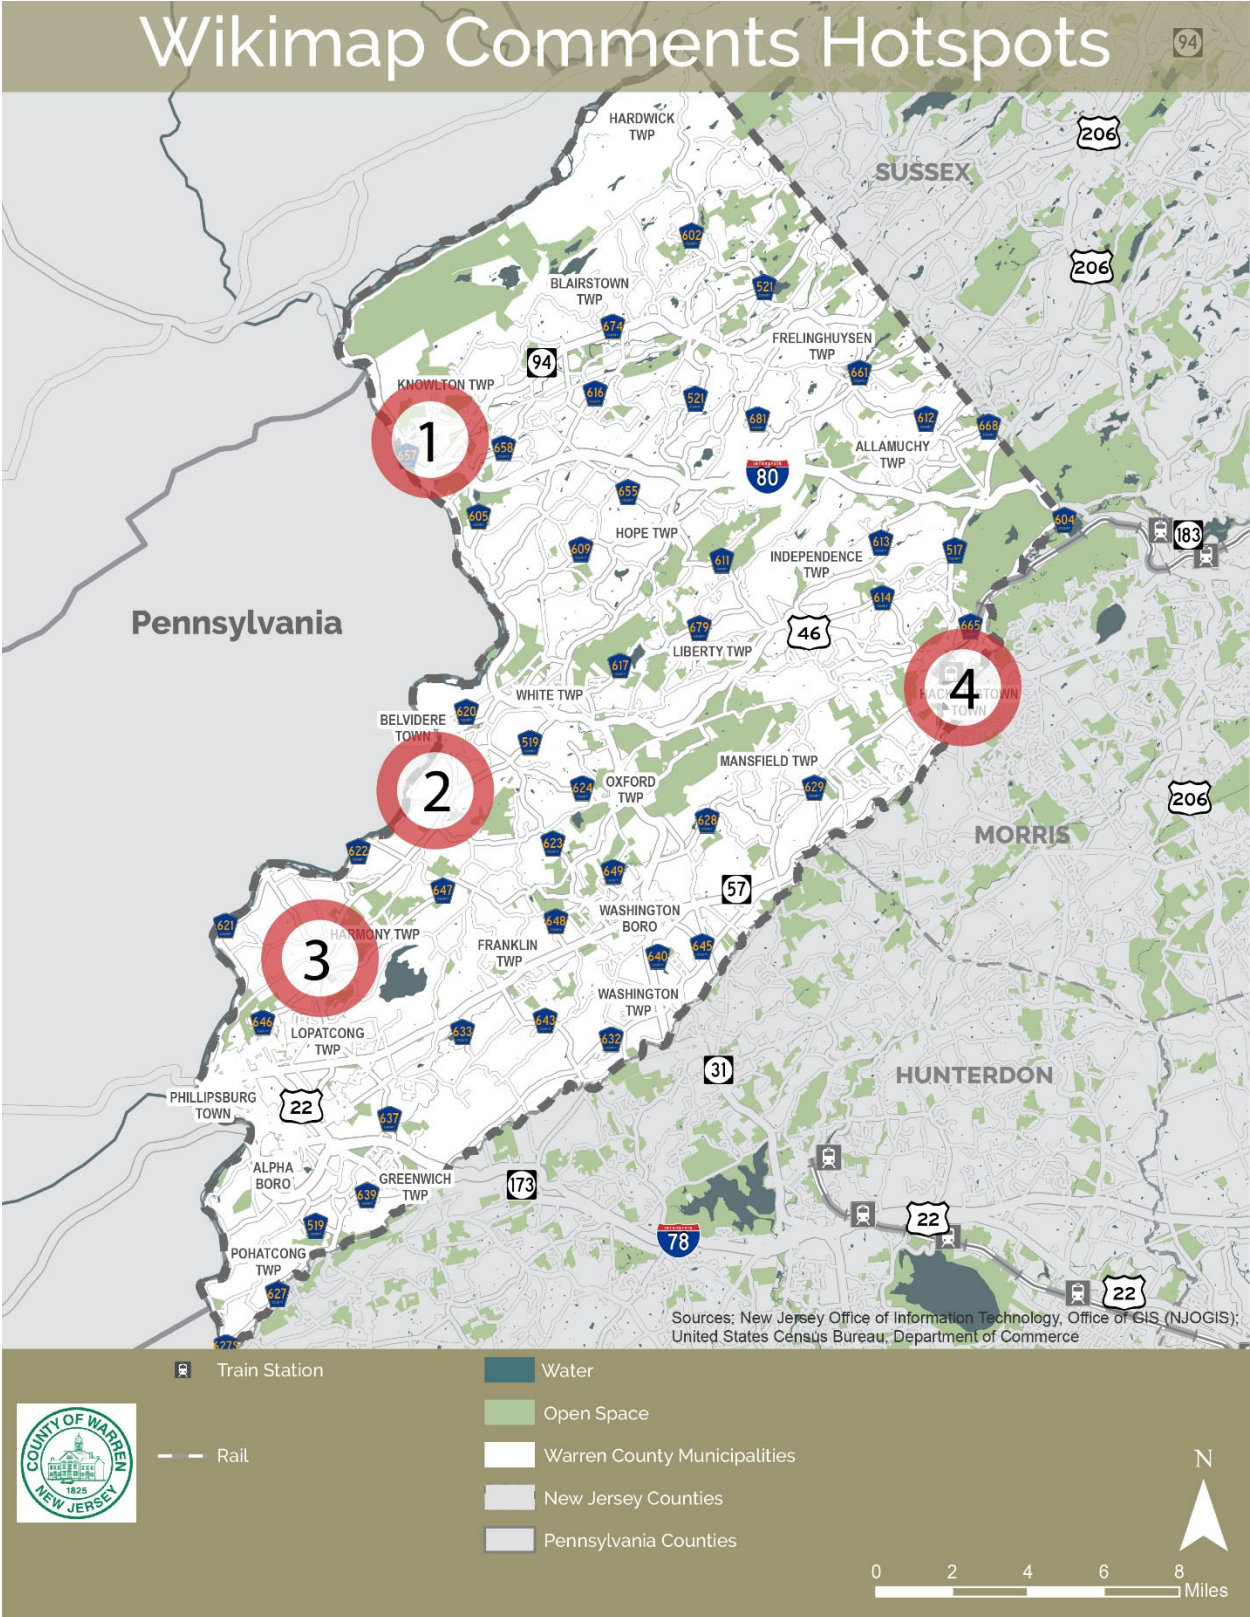 Wikimap Comments Hotspots
94
HARDWICK
TWP
206
SUSSEX
602
206
BLAIRSTOWN
TWP
521
674
FRELINGHUYSEN
TWP
94
661
KNOWLTON TWP
616
521
681
612
668
1
657
658
ALLAMUCHY
TWP
INTERSTATE
80
655
605
604
HOPE TWP
183
609
611
613
517
INDEPENDENCE
TWP
614
Pennsylvania
679
46
665
LIBERTY TWP
617
4
HACKETTSTOWN
TOWN
WHITE TWP
620
BELVIDERE
TOWN
519
MANSFIELD TWP
2
624
OXFORD
TWP
629
206
628
MORRIS
622
623
649
647
57
621
HARMONY TWP
648
WASHINGTON
BORO
3
FRANKLIN
TWP
640
645
WASHINGTON
TWP
646
LOPATCONG
TWP
633
643
632
31
HUNTERDON
PHILLIPSBURG
TOWN
22
637
ALPHA
BORO
639
GREENWICH
TWP
173
519
22
INTERSTATE
78
POHATCONG
TWP
627
22
Sources: New Jersey Office of Information Technology, Office of GIS (NJOGIS);
United States Census Bureau, Department of Commerce
Train Station
Rail
Water
Open Space
Warren County Municipalities
New Jersey Counties
Pennsylvania Counties
COUNTY OF WARREN
1825
NEW JERSEY
N
0 2 4 6 8
Miles